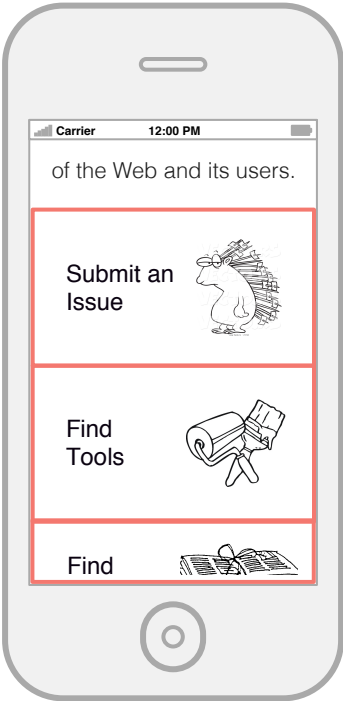 Carrier 12:00 PM
of the Web and its users.
Submit an
Issue
Find
Tools
Find